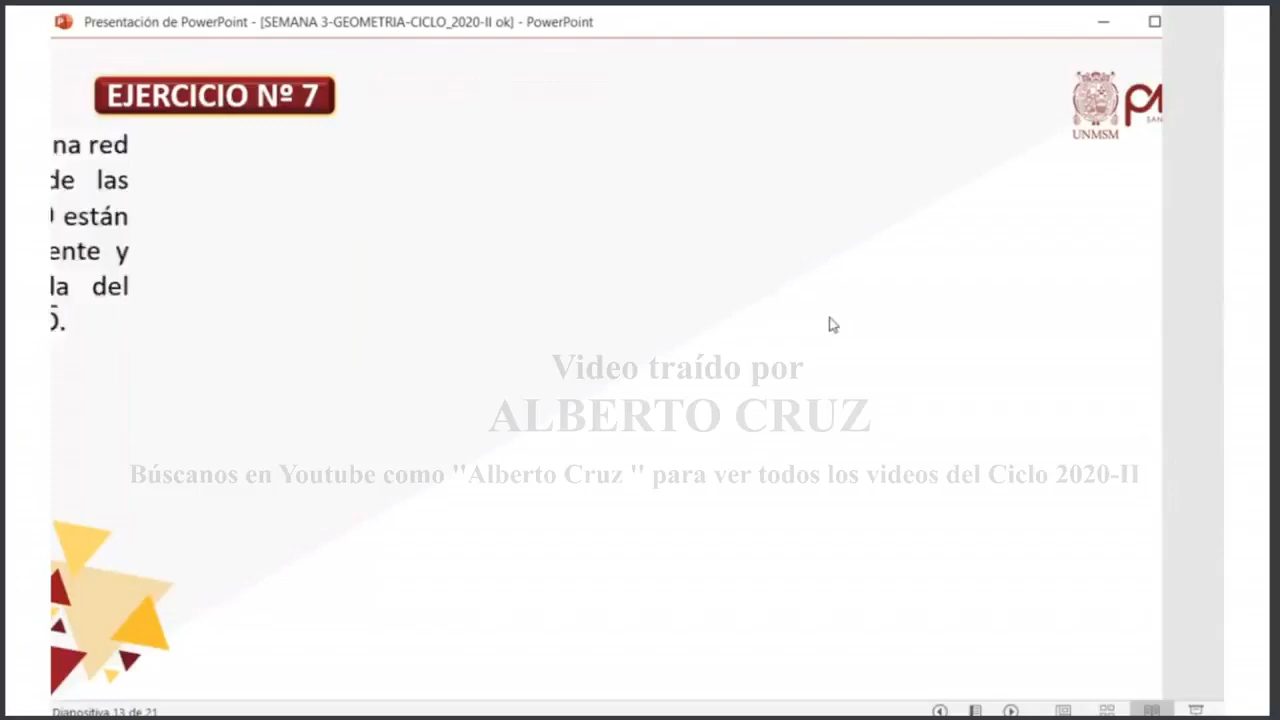 Presentación de PowerPoint - [SEMANA 3-GEOMETRIA-CICLO_2020-II ok] - PowerPoint
EJERCICIO Nº 7
UNMSM
SAN
na red
de las
están
ente y
la del
Video traído por
ALBERTO CRUZ
Búscanos en Youtube como "Alberto Cruz " para ver todos los videos del Ciclo 2020-II
Diapositiva 13 de 21